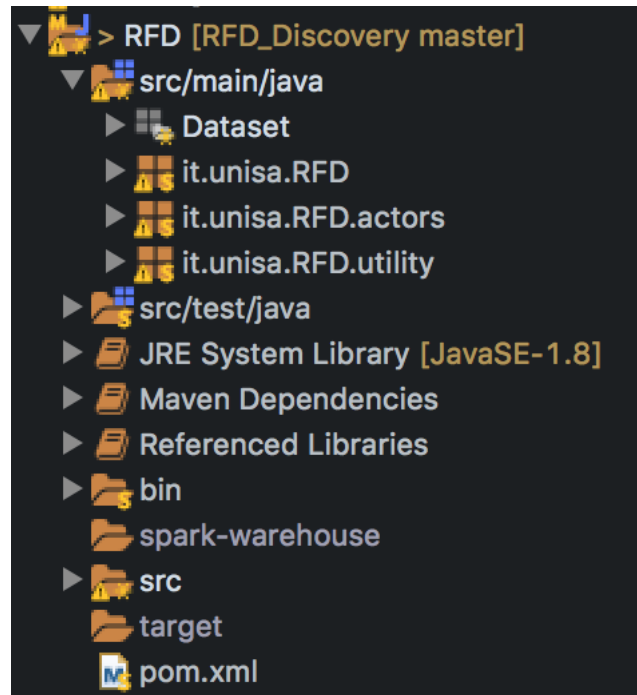 > RFD [RFD_Discovery master]
src/main/java
Dataset
it.unisa.RFD
it.unisa.RFD.actors
it.unisa.RFD.utility
src/test/java
JRE System Library [JavaSE-1.8]
Maven Dependencies
Referenced Libraries
bin
spark-warehouse
src
target
pom.xml